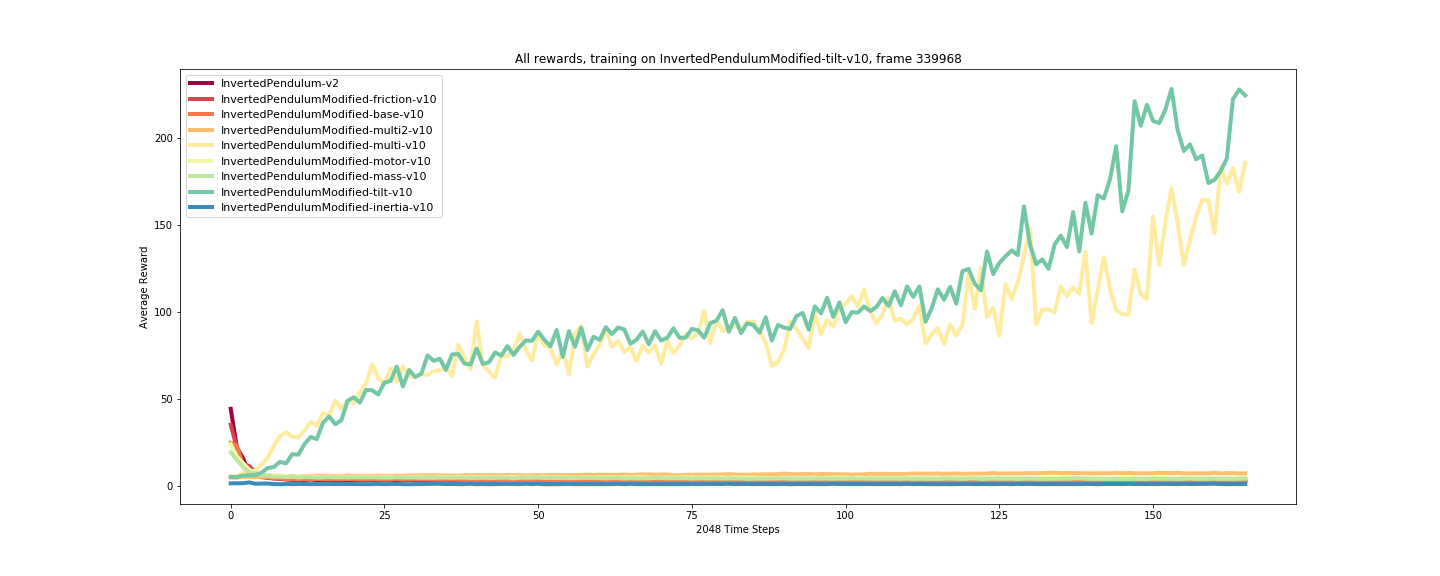 All rewards, training on InvertedPendulumModified-tilt-v10, frame 339968
InvertedPendulum-v2
InvertedPendulumModified-friction-v10
InvertedPendulumModified-base-v10
InvertedPendulumModified-multi2-v10
InvertedPendulumModified-multi-v10
InvertedPendulumModified-motor-v10
InvertedPendulumModified-mass-v10
InvertedPendulumModified-tilt-v10
InvertedPendulumModified-inertia-v10
Average Reward
200
150
100
50
0
0 25 50 75 100 125 150
2048 Time Steps